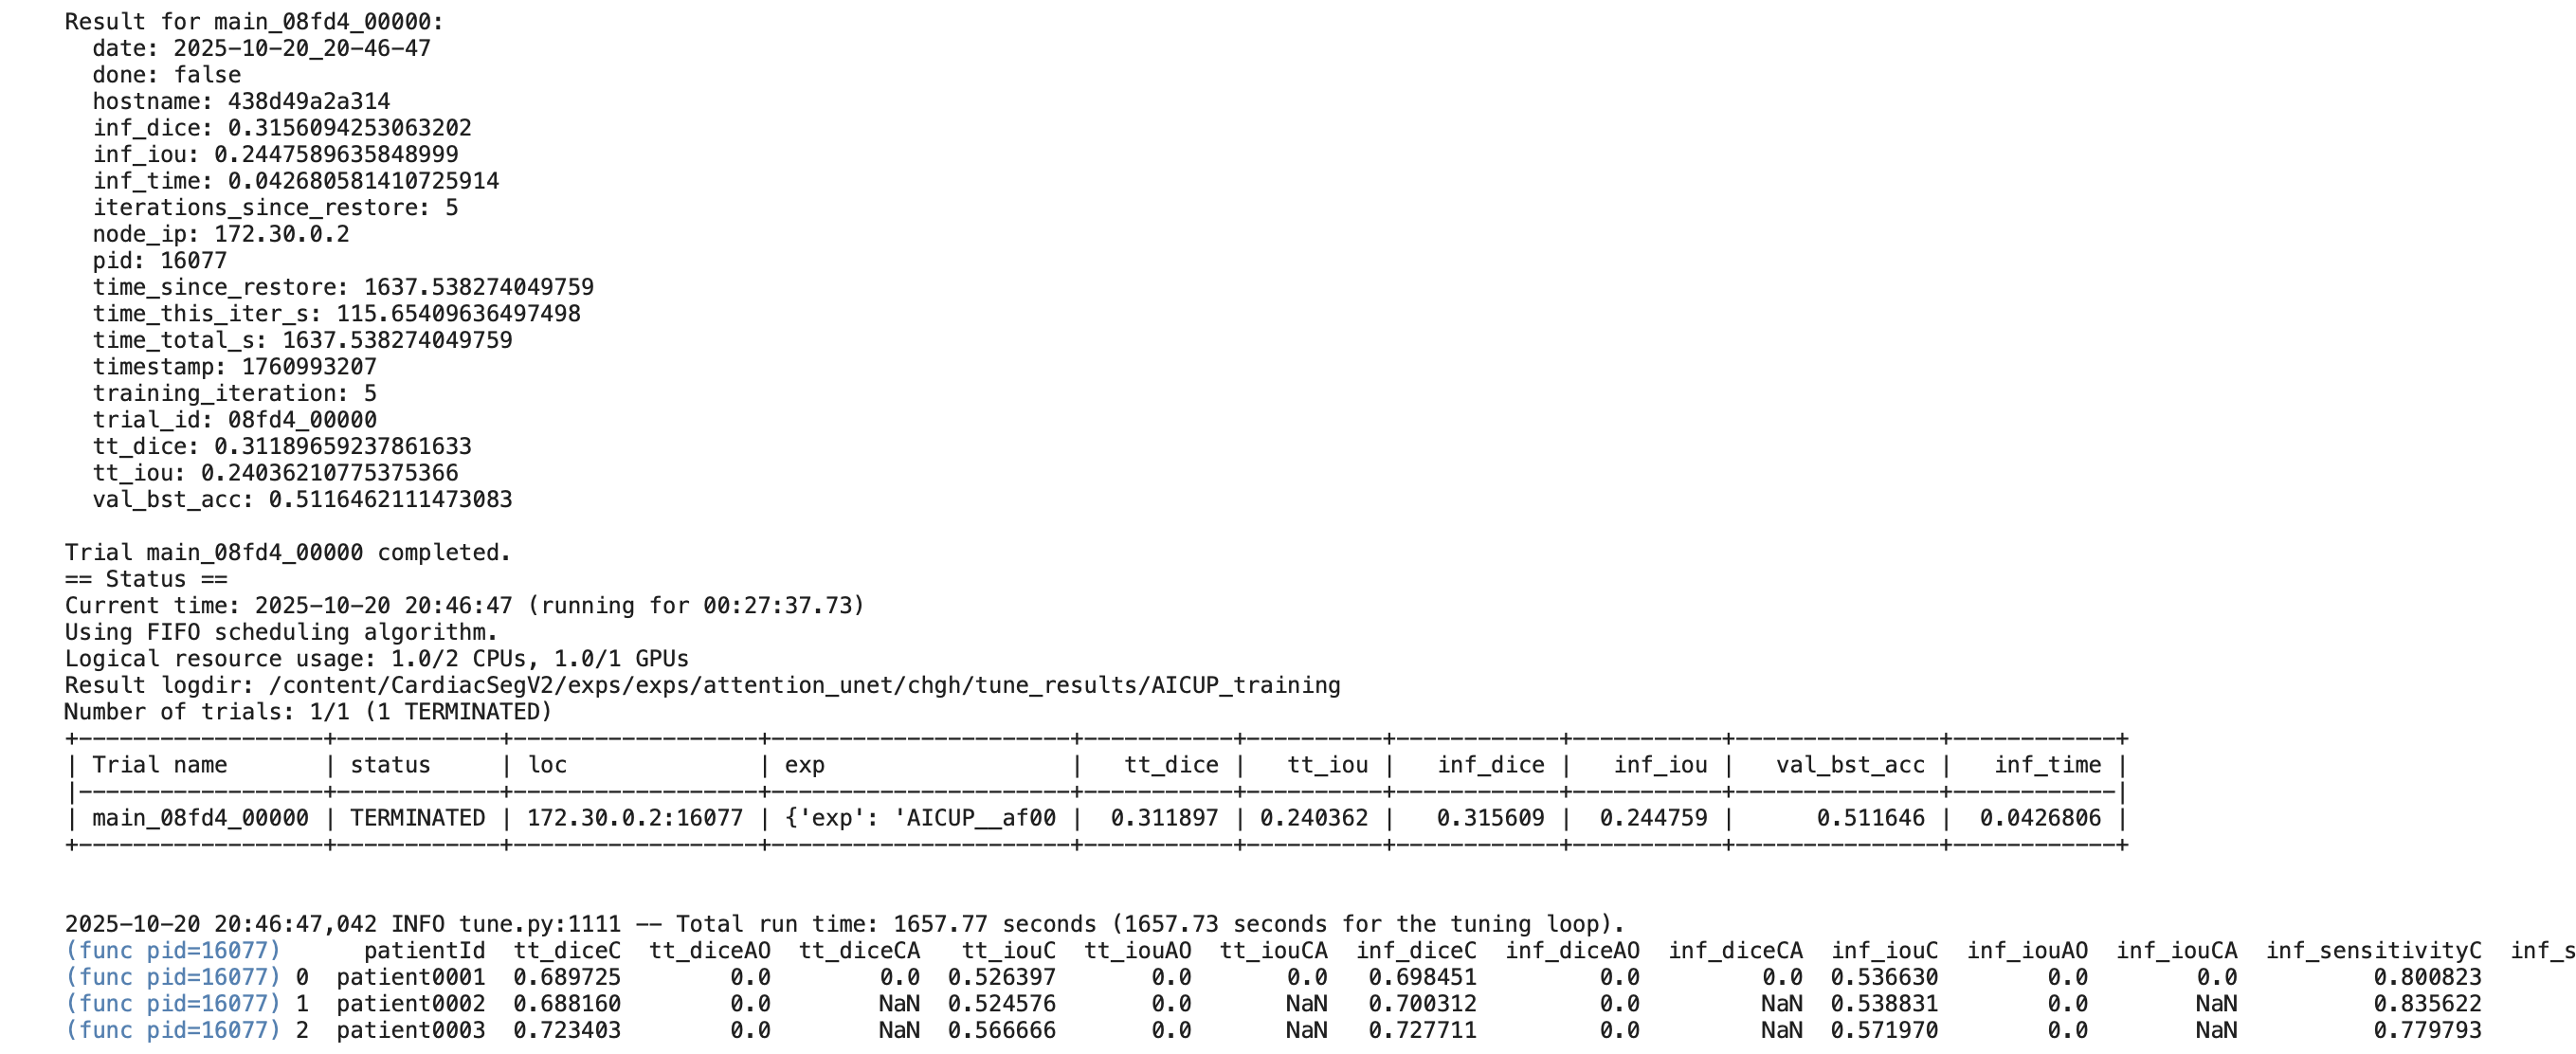 Result for main_08fd4_00000:
  date: 2025-10-20_20-46-47
  done: false
  hostname: 438d49a2a314
  inf_dice: 0.3156094253063202
  inf_iou: 0.2447589635848999
  inf_time: 0.042680581410725914
  iterations_since_restore: 5
  node_ip: 172.30.0.2
  pid: 16077
  time_since_restore: 1637.538274049759
  time_this_iter_s: 115.65409636497498
  time_total_s: 1637.538274049759
  timestamp: 1760993207
  training_iteration: 5
  trial_id: 08fd4_00000
  tt_dice: 0.31189659237861633
  tt_iou: 0.24036210775375366
  val_bst_acc: 0.5116462111473083

Trial main_08fd4_00000 completed.
== Status ==
Current time: 2025-10-20 20:46:47 (running for 00:27:37.73)
Using FIFO scheduling algorithm.
Logical resource usage: 1.0/2 CPUs, 1.0/1 GPUs
Result logdir: /content/CardiacSegV2/exps/exps/attention_unet/chgh/tune_results/AICUP_training
Number of trials: 1/1 (1 TERMINATED)
+------------------+------------+------------------+----------------------+-----------+----------+------------+-----------+---------------+------------+
| Trial name       | status     | loc              | exp                  |   tt_dice |   tt_iou |   inf_dice |   inf_iou |   val_bst_acc |   inf_time |
|------------------+------------+------------------+----------------------+-----------+----------+------------+-----------+---------------+------------|
| main_08fd4_00000 | TERMINATED | 172.30.0.2:16077 | {'exp': 'AICUP__af00 |  0.311897 | 0.240362 |   0.315609 |  0.244759 |      0.511646 |  0.0426806 |
+------------------+------------+------------------+----------------------+-----------+----------+------------+-----------+---------------+------------+

2025-10-20 20:46:47,042 INFO tune.py:1111 -- Total run time: 1657.77 seconds (1657.73 seconds for the tuning loop).
(func pid=16077)      patientId  tt_diceC  tt_diceAO  tt_diceCA  tt_iouC  tt_iouAO  tt_iouCA  inf_diceC  inf_diceAO  inf_diceCA  inf_iouC  inf_iouAO  inf_iouCA  inf_sensitivityC  inf_s
(func pid=16077) 0  patient0001  0.689725        0.0        0.0  0.526397       0.0       0.0  0.698451         0.0         0.0  0.536630        0.0        0.0          0.800823
(func pid=16077) 1  patient0002  0.688160        0.0        NaN  0.524576       0.0       NaN  0.700312         0.0         NaN  0.538831        0.0        NaN          0.835622
(func pid=16077) 2  patient0003  0.723403        0.0        NaN  0.566666       0.0       NaN  0.727711         0.0         NaN  0.571970        0.0        NaN          0.779793